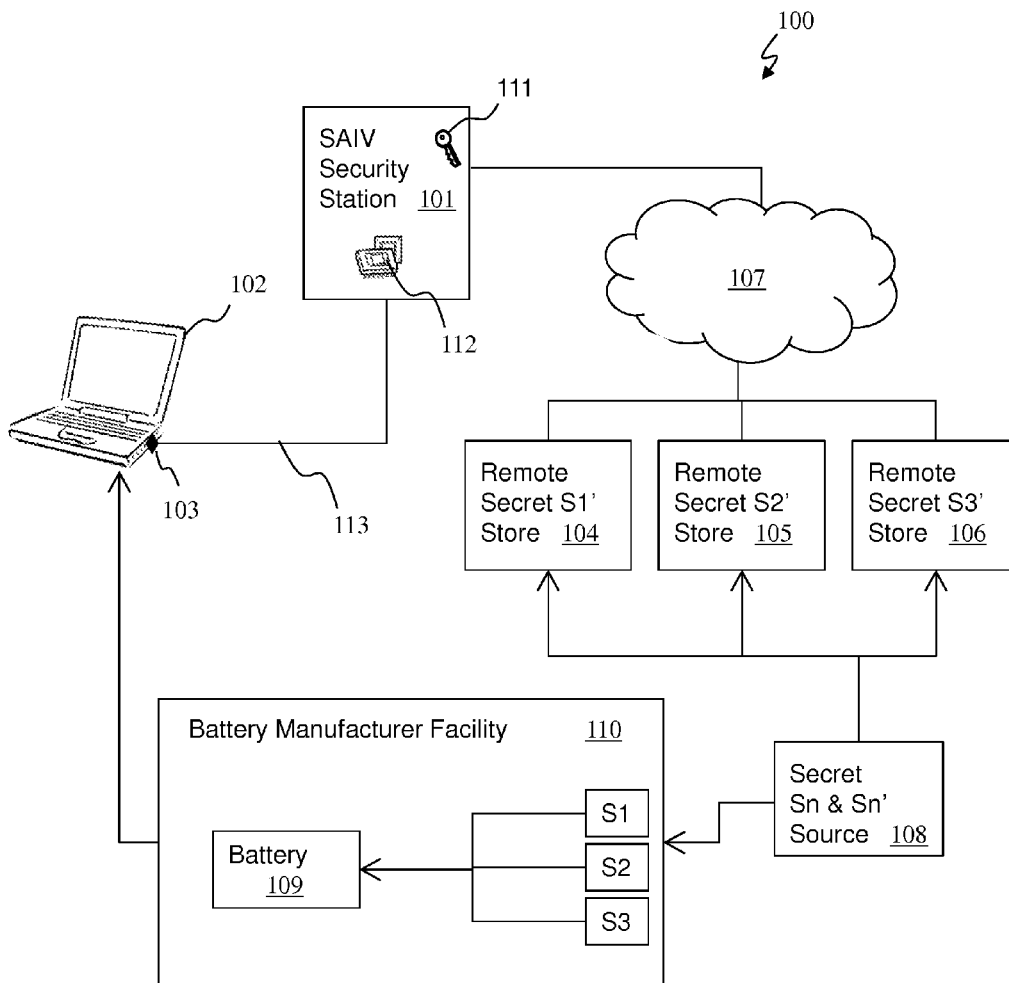 100
111
SAIV
Security
Station 101
107
102
112
103
113
Remote
Secret S1'
Store 104
Remote
Secret S2'
Store 105
Remote
Secret S3'
Store 106
Battery Manufacturer Facility 110
Secret
Sn & Sn'
Source 108
S1
Battery
109
S2
S3